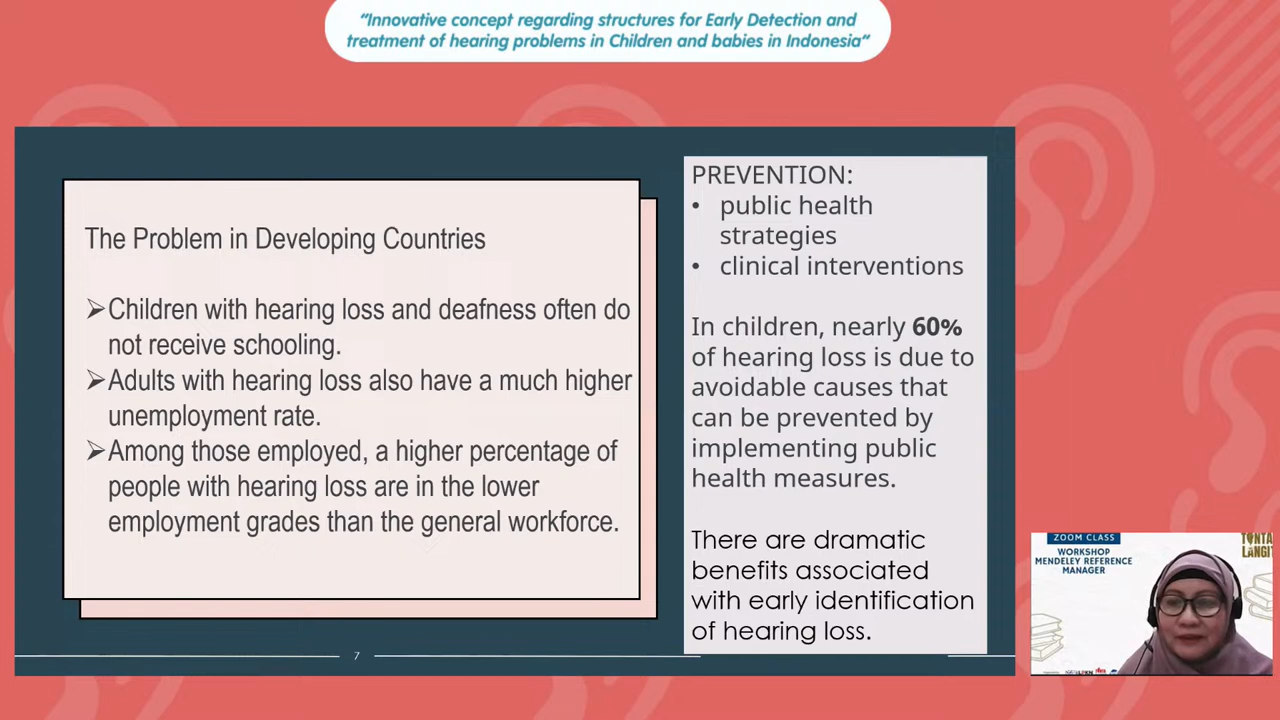 “Innovative concept regarding structures for Early Detection and
treatment of hearing problems in Children and babies in Indonesia”
The Problem in Developing Countries
➢Children with hearing loss and deafness often do
not receive schooling.
➢Adults with hearing loss also have a much higher
unemployment rate.
➢Among those employed, a higher percentage of
people with hearing loss are in the lower
employment grades than the general workforce.
7
PREVENTION:
• public health
strategies
• clinical interventions
In children, nearly 60%
of hearing loss is due to
avoidable causes that
can be prevented by
implementing public
health measures.
There are dramatic
benefits associated
with early identification
of hearing loss.
ZOOM CLASS
WORKSHOP
MENDELEY REFERENCE
MANAGER